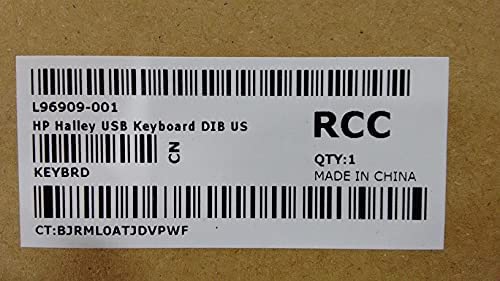 L96909-001
HP Halley USB Keyboard DIB US
RCC
CN
KEYBRD
QTY:1
MADE IN CHINA
CT:BJRML0ATJDVPWF